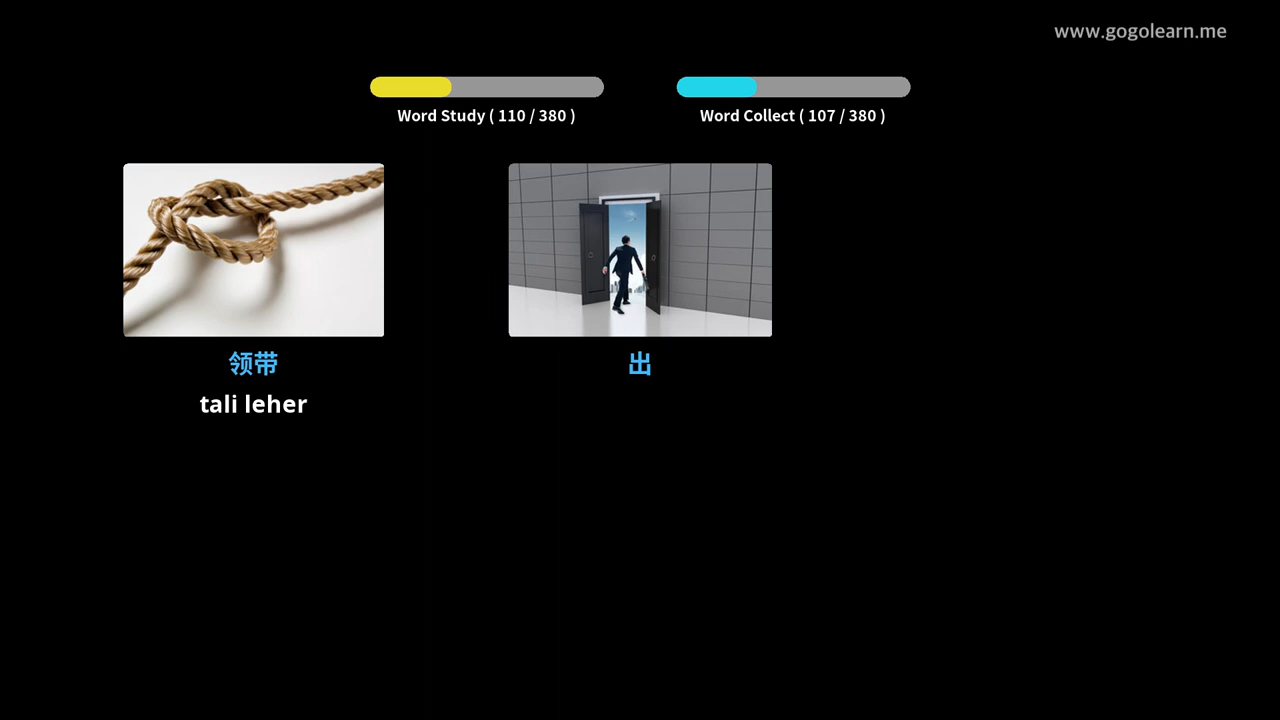 www.gogolearn.me
Word Study ( 110 / 380 )
Word Collect ( 107 / 380 )
领带
出
tali leher